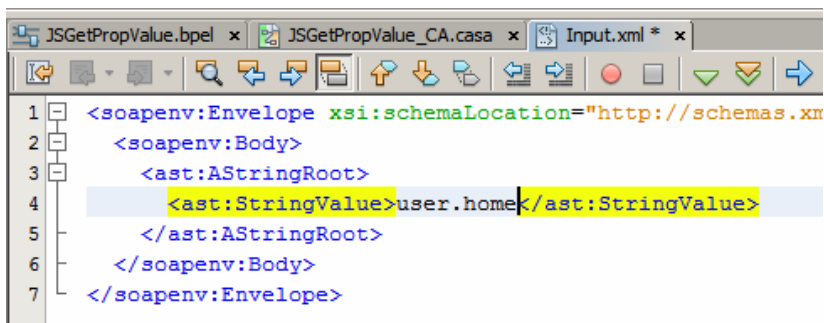 JSGetPropValue.bpel x JSGetPropValue_CA.casa x Input.xml * x
1 <soapenv:Envelope xsi:schemaLocation="http://schemas.xm
2 <soapenv:Body>
3 <ast:AStringRoot>
4 <ast:StringValue>user.home</ast:StringValue>
5 </ast:AStringRoot>
6 </soapenv:Body>
7 </soapenv:Envelope>